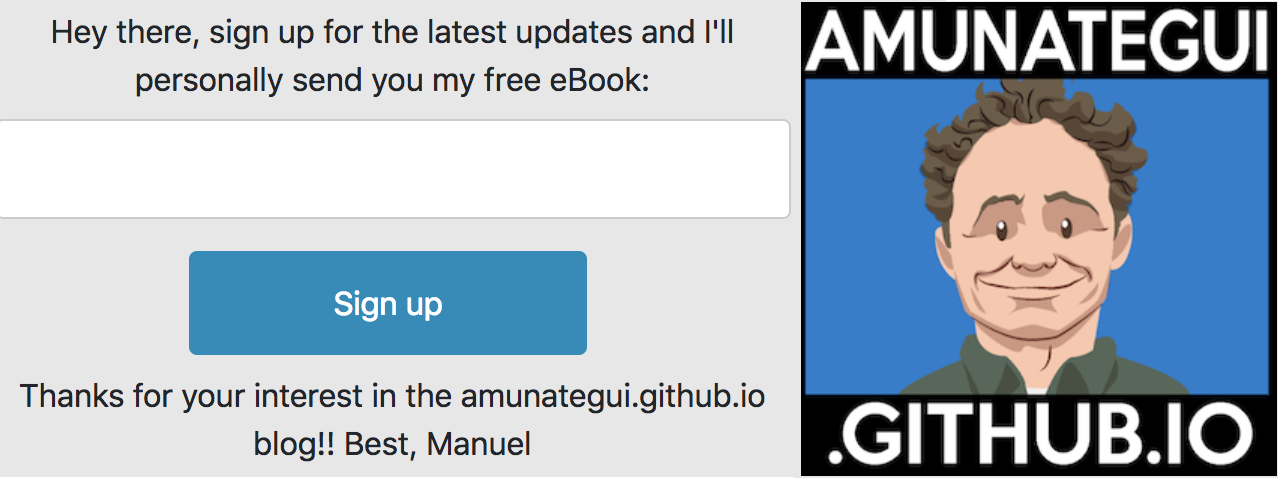 Hey there, sign up for the latest updates and I'll
personally send you my free eBook:
Sign up
Thanks for your interest in the amunategui.github.io
blog!! Best, Manuel
AMUNATEGUI
.GITHUB.IO